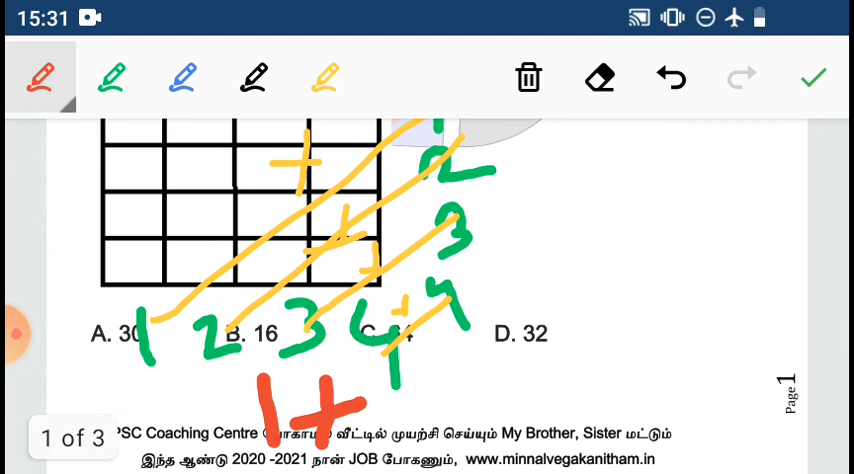 15:31
1
2
3
4
A. 30 B. 16 C. 64 D. 32
1 2 3 4
1+
Page 1
1 of 3
PSC Coaching Centre போகாமல் வீட்டில் முயற்சி செய்யும் My Brother, Sister மட்டும்
இந்த ஆண்டு 2020 -2021 நான் JOB போகணும், www.minnalvegakanitham.in